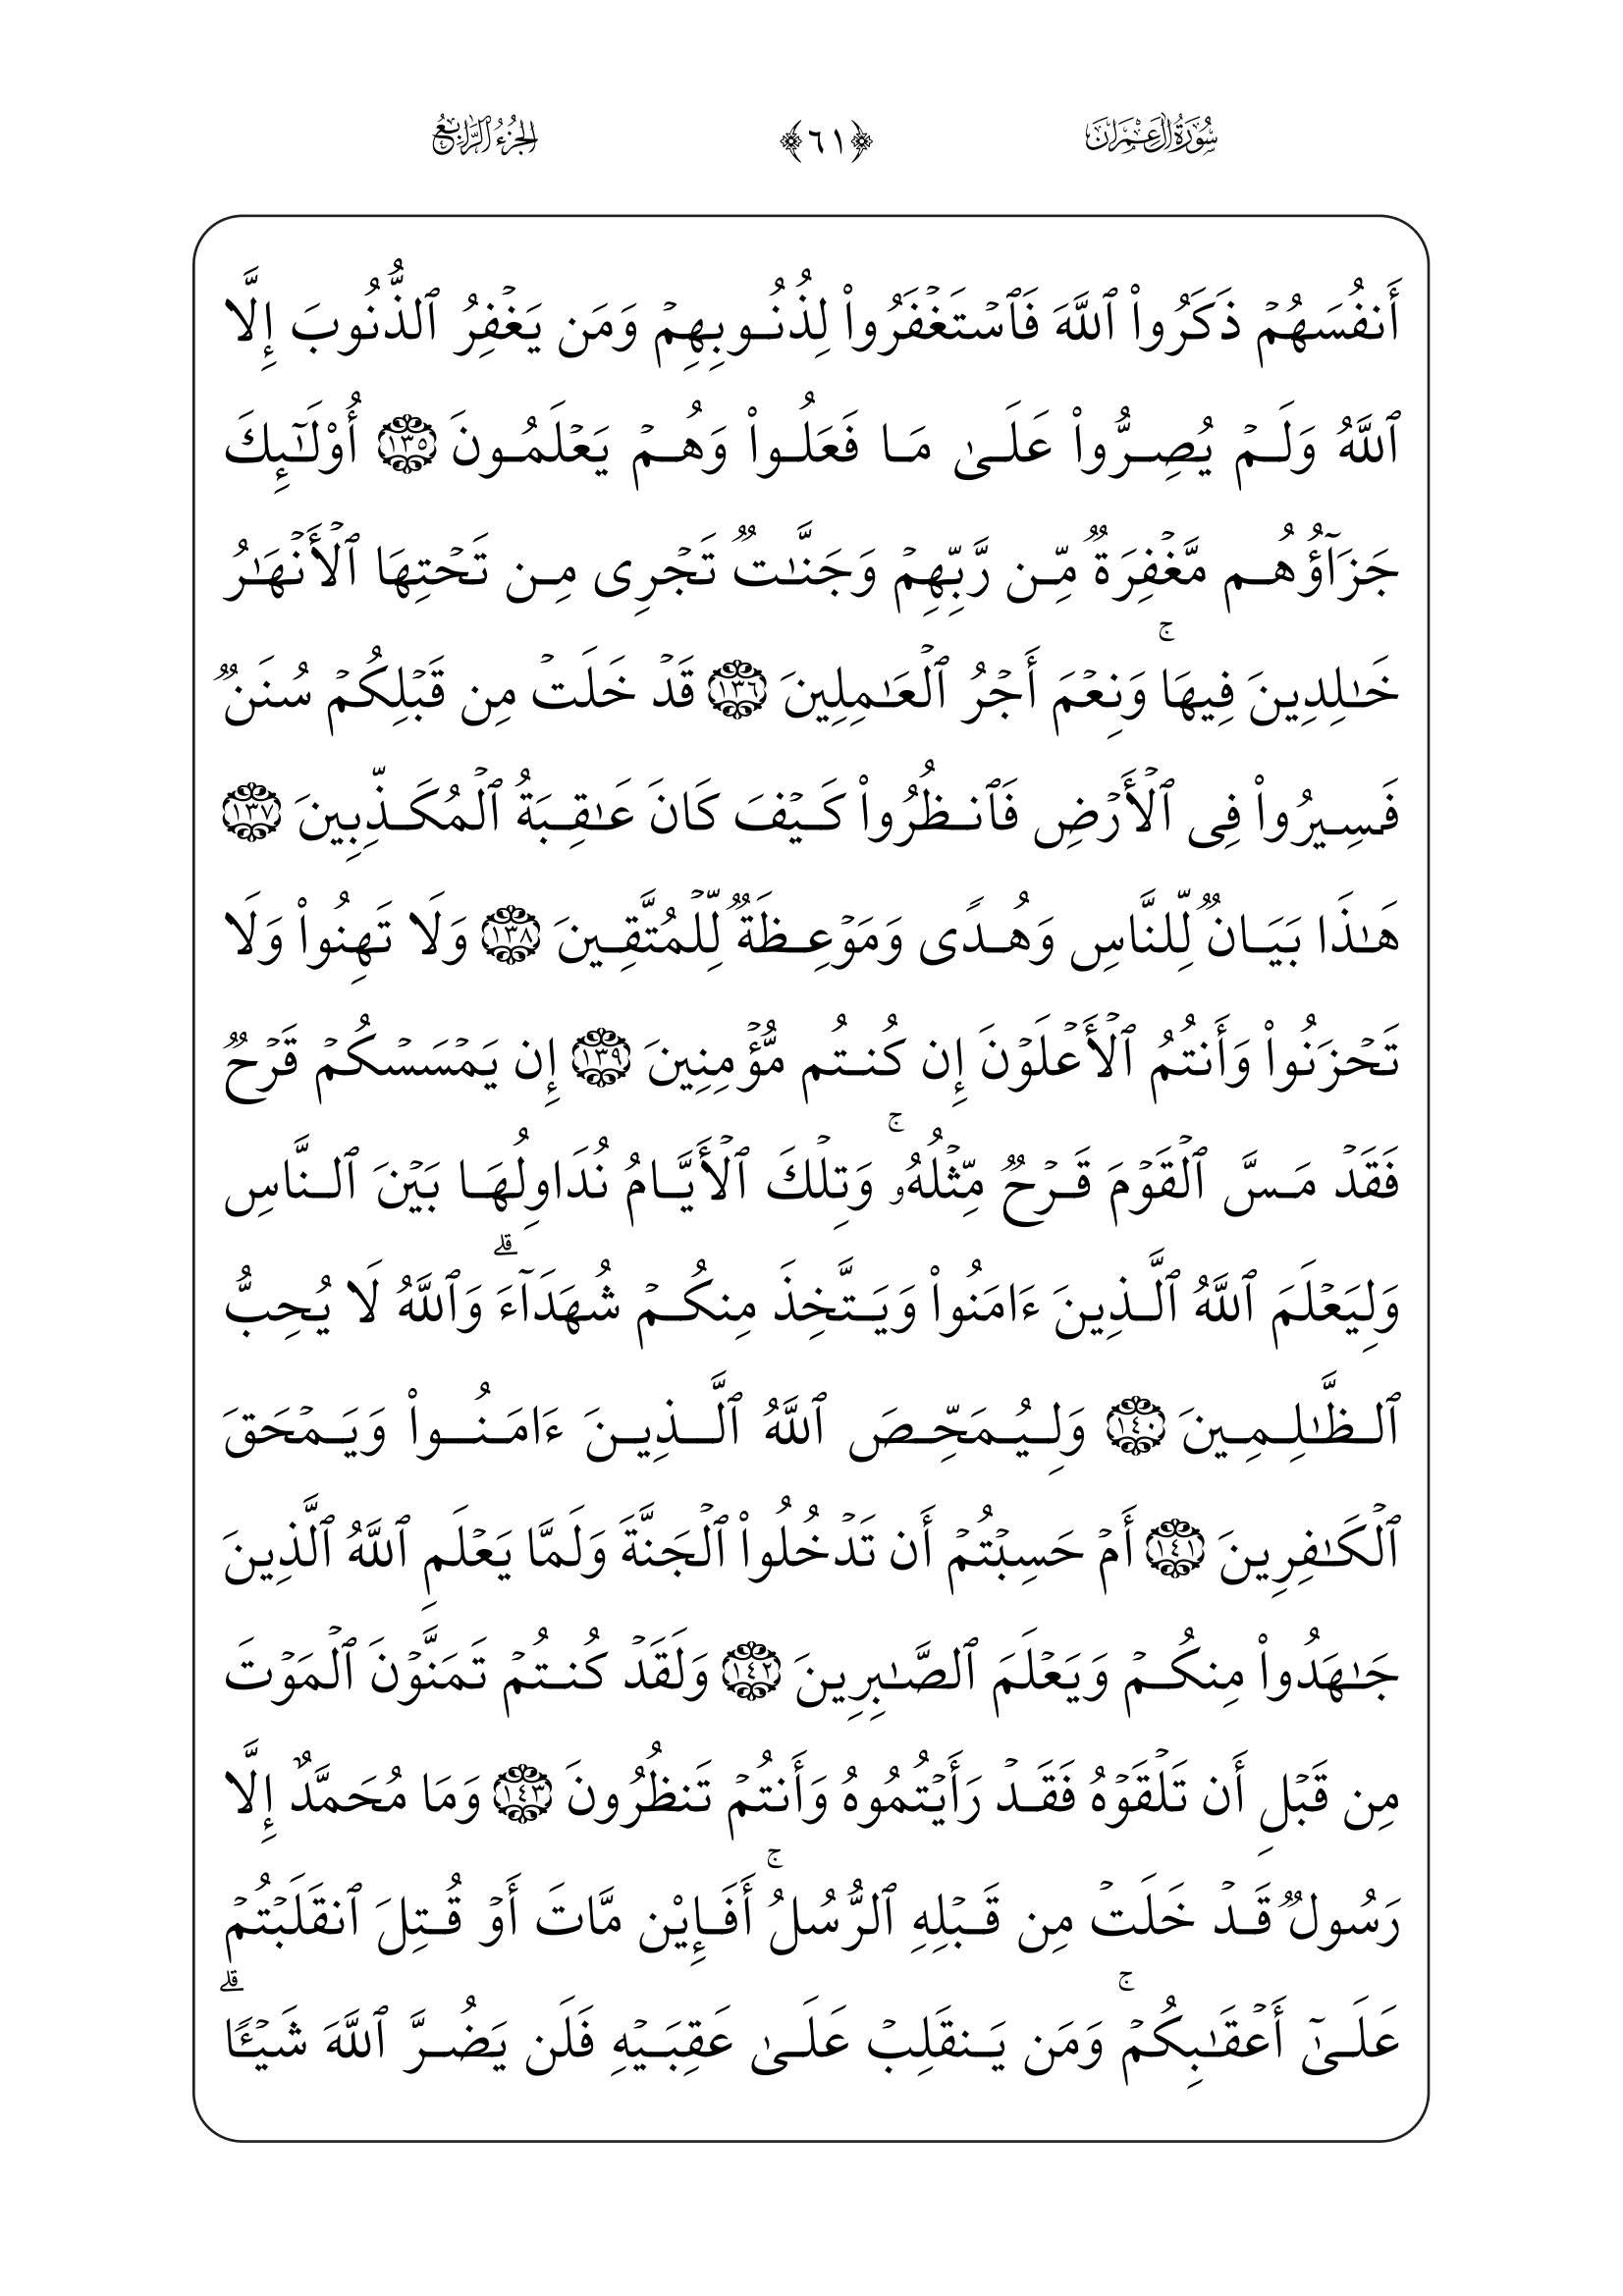 سُورَةُ آلِ عِمْرَانَ ﴿٦١﴾ الجُزْءُ الرَّابِعُ
أَنفُسَهُمۡ ذَكَرُواْ ٱللَّهَ فَٱسۡتَغۡفَرُواْ لِذُنُوبِهِمۡ وَمَن يَغۡفِرُ ٱلذُّنُوبَ إِلَّا
ٱللَّهُ وَلَمۡ يُصِرُّواْ عَلَىٰ مَا فَعَلُواْ وَهُمۡ يَعۡلَمُونَ ١٣٥ أُوْلَٰٓئِكَ
جَزَآؤُهُم مَّغۡفِرَةٞ مِّن رَّبِّهِمۡ وَجَنَّٰتٞ تَجۡرِي مِن تَحۡتِهَا ٱلۡأَنۡهَٰرُ
خَٰلِدِينَ فِيهَاۚ وَنِعۡمَ أَجۡرُ ٱلۡعَٰمِلِينَ ١٣٦ قَدۡ خَلَتۡ مِن قَبۡلِكُمۡ سُنَنٞ
فَسِيرُواْ فِي ٱلۡأَرۡضِ فَٱنظُرُواْ كَيۡفَ كَانَ عَٰقِبَةُ ٱلۡمُكَذِّبِينَ ١٣٧
هَٰذَا بَيَانٞ لِّلنَّاسِ وَهُدٗى وَمَوۡعِظَةٞ لِّلۡمُتَّقِينَ ١٣٨ وَلَا تَهِنُواْ وَلَا
تَحۡزَنُواْ وَأَنتُمُ ٱلۡأَعۡلَوۡنَ إِن كُنتُم مُّؤۡمِنِينَ ١٣٩ إِن يَمۡسَسۡكُمۡ قَرۡحٞ
فَقَدۡ مَسَّ ٱلۡقَوۡمَ قَرۡحٞ مِّثۡلُهُۥۚ وَتِلۡكَ ٱلۡأَيَّامُ نُدَاوِلُهَا بَيۡنَ ٱلنَّاسِ
وَلِيَعۡلَمَ ٱللَّهُ ٱلَّذِينَ ءَامَنُواْ وَيَتَّخِذَ مِنكُمۡ شُهَدَآءَۗ وَٱللَّهُ لَا يُحِبُّ
ٱلظَّٰلِمِينَ ١٤٠ وَلِيُمَحِّصَ ٱللَّهُ ٱلَّذِينَ ءَامَنُواْ وَيَمۡحَقَ
ٱلۡكَٰفِرِينَ ١٤١ أَمۡ حَسِبۡتُمۡ أَن تَدۡخُلُواْ ٱلۡجَنَّةَ وَلَمَّا يَعۡلَمِ ٱللَّهُ ٱلَّذِينَ
جَٰهَدُواْ مِنكُمۡ وَيَعۡلَمَ ٱلصَّٰبِرِينَ ١٤٢ وَلَقَدۡ كُنتُمۡ تَمَنَّوۡنَ ٱلۡمَوۡتَ
مِن قَبۡلِ أَن تَلۡقَوۡهُ فَقَدۡ رَأَيۡتُمُوهُ وَأَنتُمۡ تَنظُرُونَ ١٤٣ وَمَا مُحَمَّدٌ إِلَّا
رَسُولٞ قَدۡ خَلَتۡ مِن قَبۡلِهِ ٱلرُّسُلُۚ أَفَإِيْن مَّاتَ أَوۡ قُتِلَ ٱنقَلَبۡتُمۡ
عَلَىٰٓ أَعۡقَٰبِكُمۡۚ وَمَن يَنقَلِبۡ عَلَىٰ عَقِبَيۡهِ فَلَن يَضُرَّ ٱللَّهَ شَيۡـٔٗاۗ